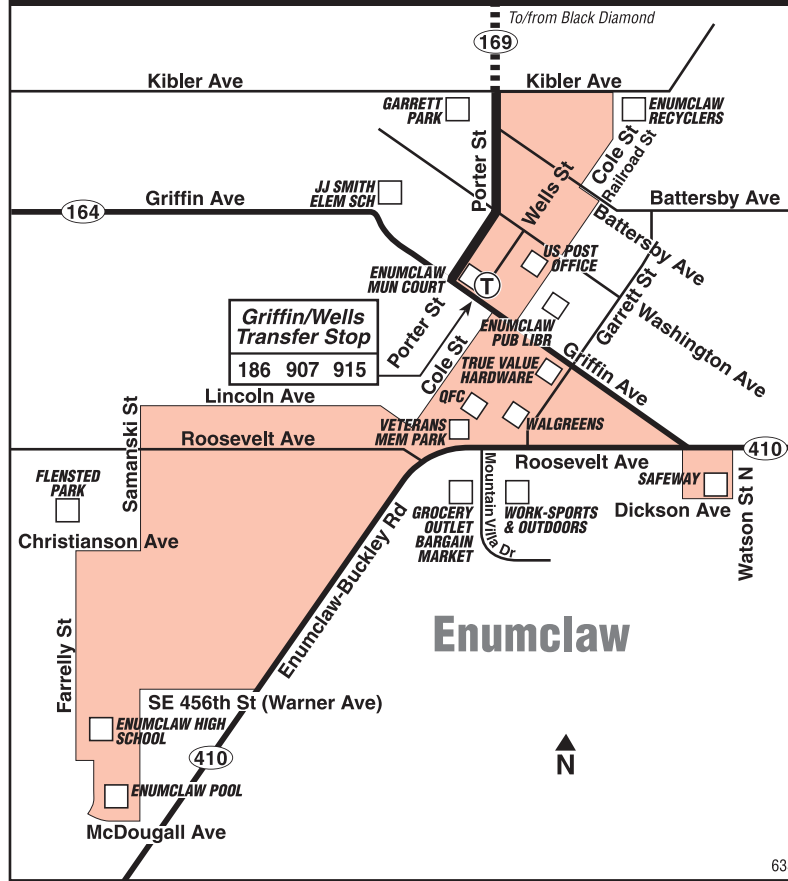 To/from Black Diamond
169
Kibler Ave
Kibler Ave
GARRETT
PARK
ENUMCLAW
RECYCLERS
Porter St
Cole St
Railroad St
Wells St
JJ SMITH
ELEM SCH
164
Griffin Ave
Battersby Ave
Battersby Ave
US POST
OFFICE
ENUMCLAW
MUN COURT
T
Garrett St
Washington Ave
Griffin/Wells
Transfer Stop
186 907 915
Porter St
ENUMCLAW
PUB LIBR
Cole St
Griffin Ave
TRUE VALUE
HARDWARE
Lincoln Ave
QFC
WALGREENS
VETERANS
MEM PARK
Samanski St
Roosevelt Ave
Roosevelt Ave
410
FLENSTED
PARK
SAFEWAY
Christianson Ave
GROCERY
OUTLET
BARGAIN
MARKET
Mountain Villa Dr
WORK-SPORTS
& OUTDOORS
Dickson Ave
Watson St N
Enumclaw-Buckley Rd
Enumclaw
Farrelly St
SE 456th St (Warner Ave)
ENUMCLAW HIGH
SCHOOL
410
N
ENUMCLAW POOL
McDougall Ave
63